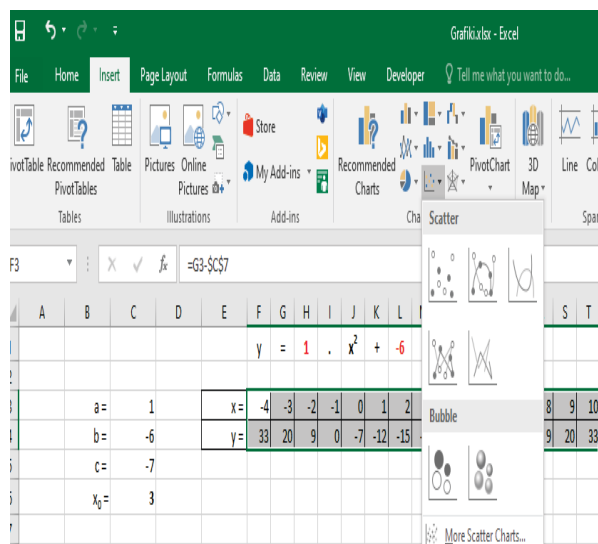 Grafiki.xlsx - Excel
File Home Insert Page Layout Formulas Data Review View Developer Tell me what you want to do...
Store
My Add-ins
PivotTable Recommended PivotTables Table Pictures Online Pictures Recommended Charts PivotChart 3D Map Line
Tables Illustrations Add-ins
Scatter
F3 fx =G3-$C$7
A B C D E F G H I J K L S T
y = 1 . x² + -6
a = 1 x = -4 -3 -2 -1 0 1 2 8 9 10
b = -6 y = 33 20 9 0 -7 -12 -15 9 20 33
c = -7
x₀ = 3
Bubble
More Scatter Charts...